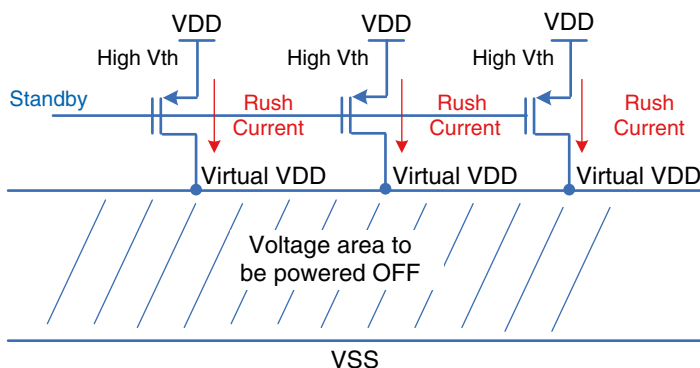 VDD VDD VDD
High Vth High Vth High Vth
Standby
Rush Current
Rush Current
Rush Current
Virtual VDD Virtual VDD Virtual VDD
Voltage area to
be powered OFF
VSS